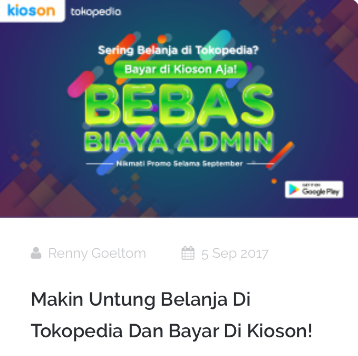 kioson tokopedia
Sering Belanja di Tokopedia?
Bayar di Kioson Aja!
BEBAS
BIAYA ADMIN
Nikmati Promo Selama September
GET IT ON
Google Play
Renny Goeltom 5 Sep 2017
Makin Untung Belanja Di
Tokopedia Dan Bayar Di Kioson!